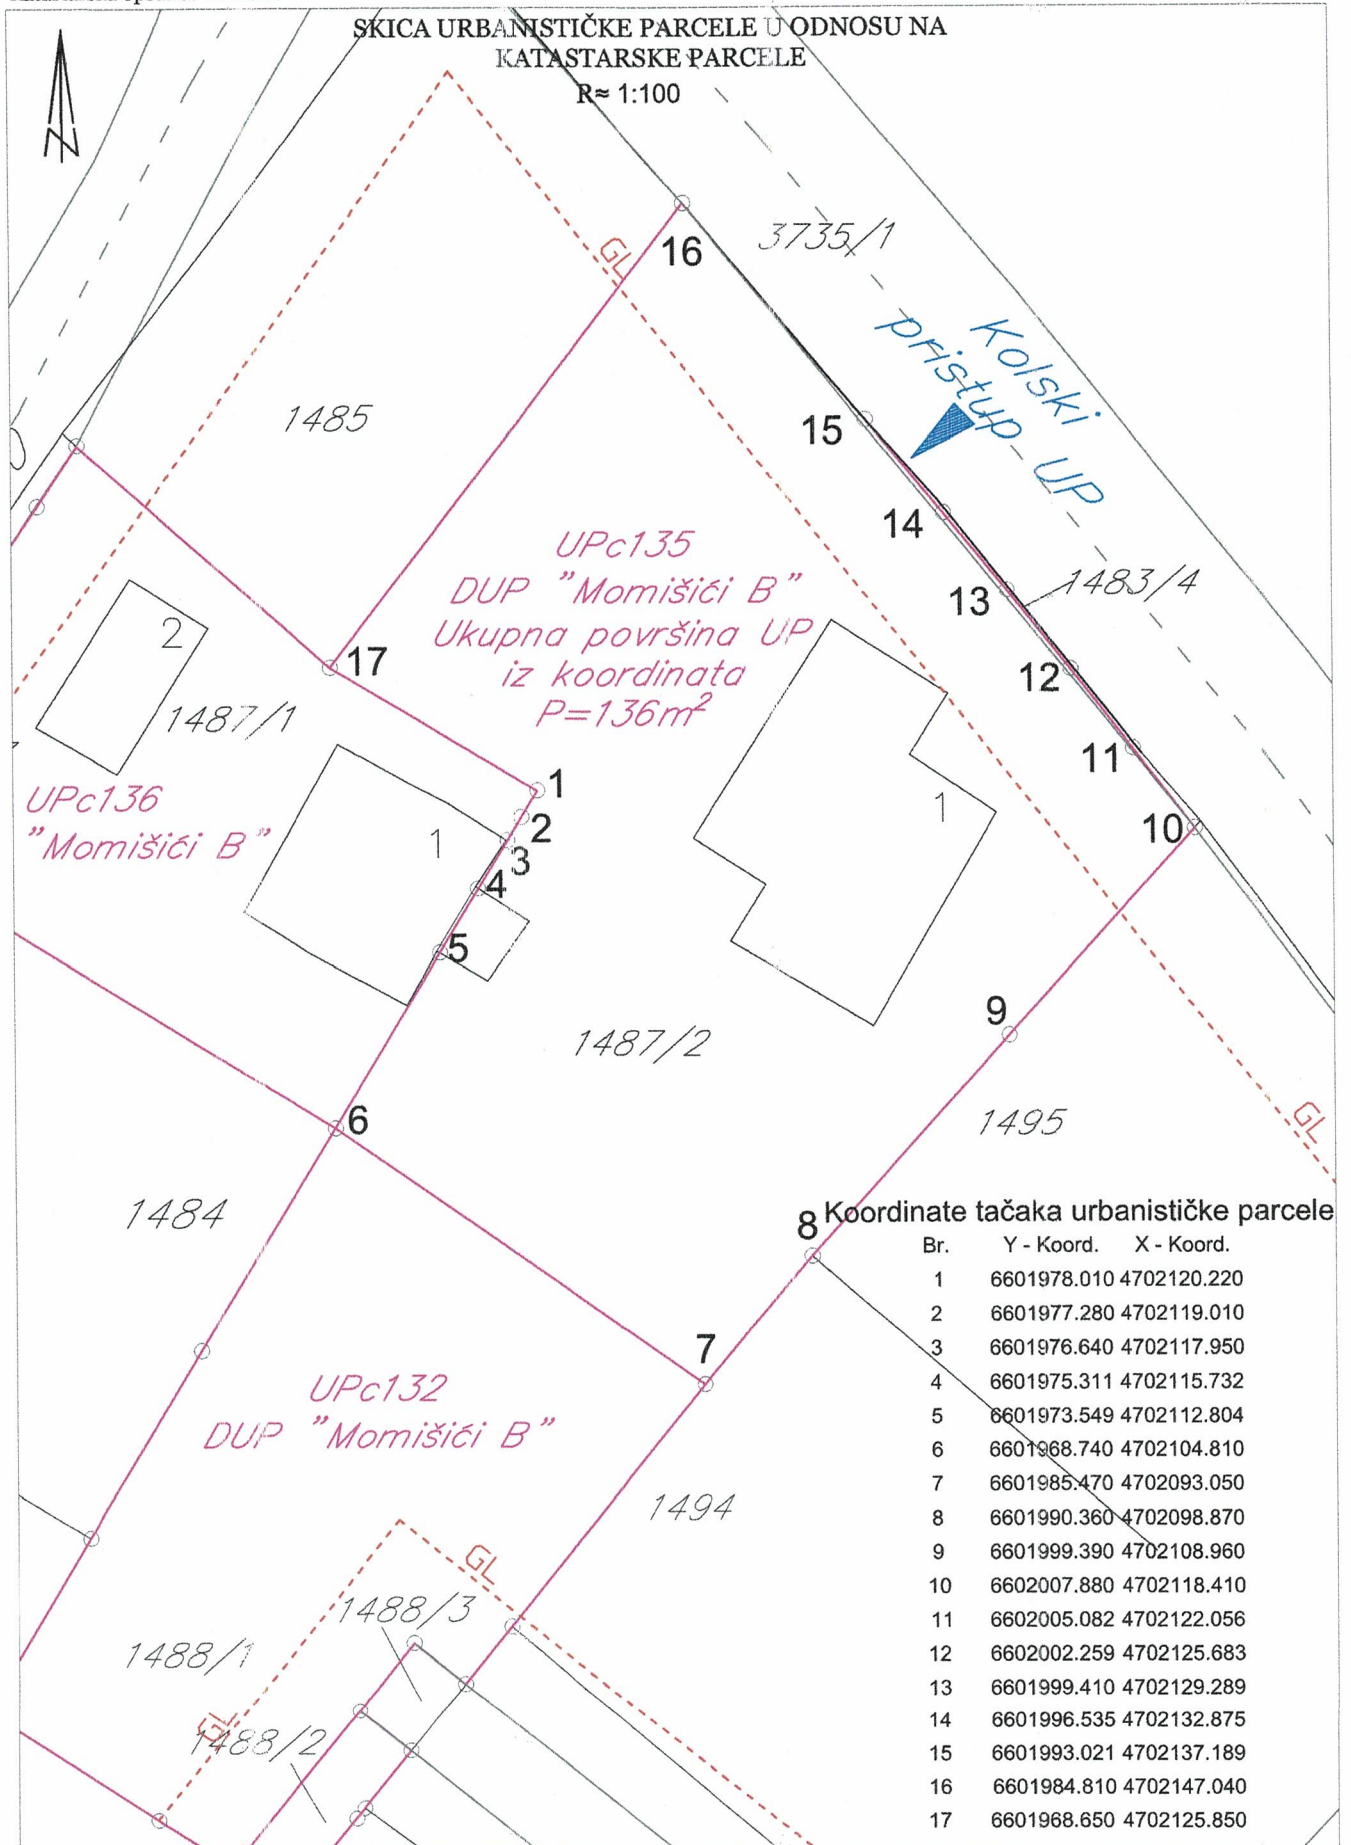 SKICA URBANISTIČKE PARCELE U ODNOSU NA
KATASTARSKE PARCELE
R≈ 1:100
16
GL
3735/1
Kolski
pristup UP
1485
15
14
UPc135
DUP "Momišići B"
Ukupna površina UP
iz koordinata
P=136m²
13
1483/4
2
17
12
1487/1
11
1
UPc136
"Momišići B"
1
2
1
10
3
4
5
9
1487/2
6
1495
GL
1484
8
Koordinate tačaka urbanističke parcele
Br. Y - Koord. X - Koord.
1 6601978.010 4702120.220
2 6601977.280 4702119.010
3 6601976.640 4702117.950
4 6601975.311 4702115.732
5 6601973.549 4702112.804
6 6601968.740 4702104.810
7 6601985.470 4702093.050
8 6601990.360 4702098.870
9 6601999.390 4702108.960
10 6602007.880 4702118.410
11 6602005.082 4702122.056
12 6602002.259 4702125.683
13 6601999.410 4702129.289
14 6601996.535 4702132.875
15 6601993.021 4702137.189
16 6601984.810 4702147.040
17 6601968.650 4702125.850
7
UPc132
DUP "Momišići B"
1494
GL
1488/3
1488/1
GL
1488/2